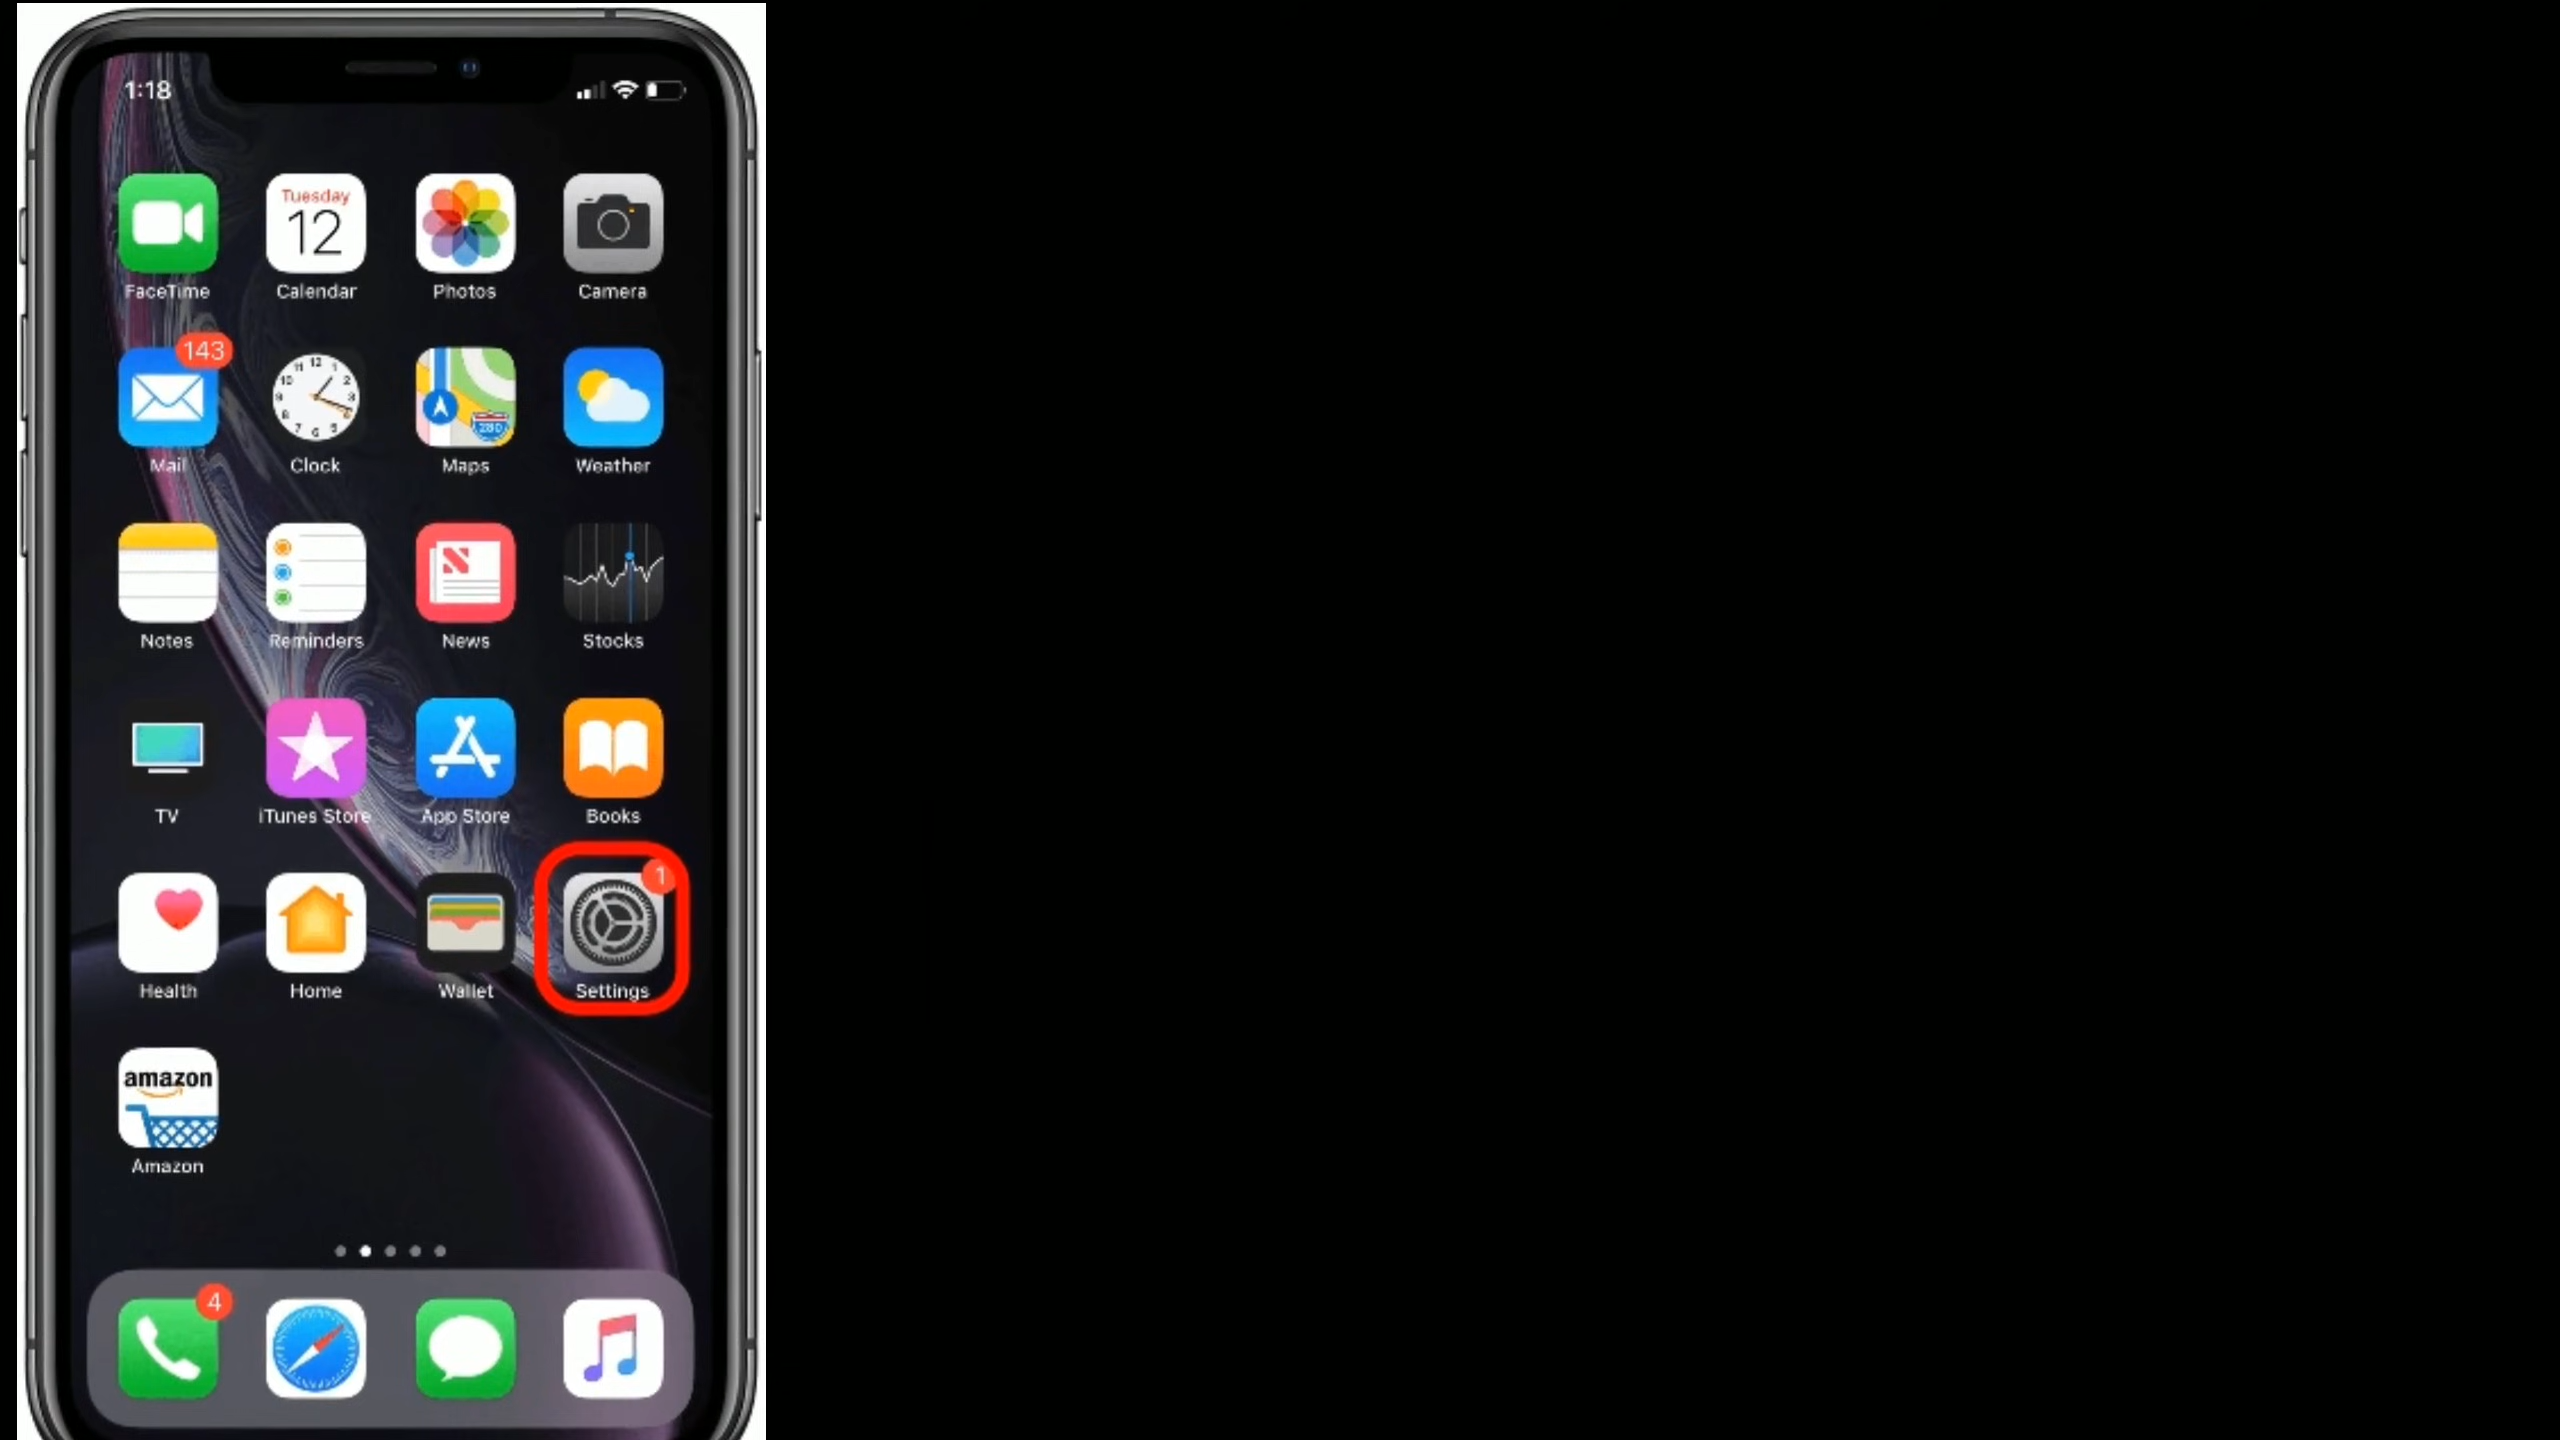 1:18
Tuesday
12
FaceTime Calendar Photos Camera
143
280
Mail Clock Maps Weather
Notes Reminders News Stocks
TV iTunes Store App Store Books
1
Health Home Wallet Settings
amazon
Amazon
4